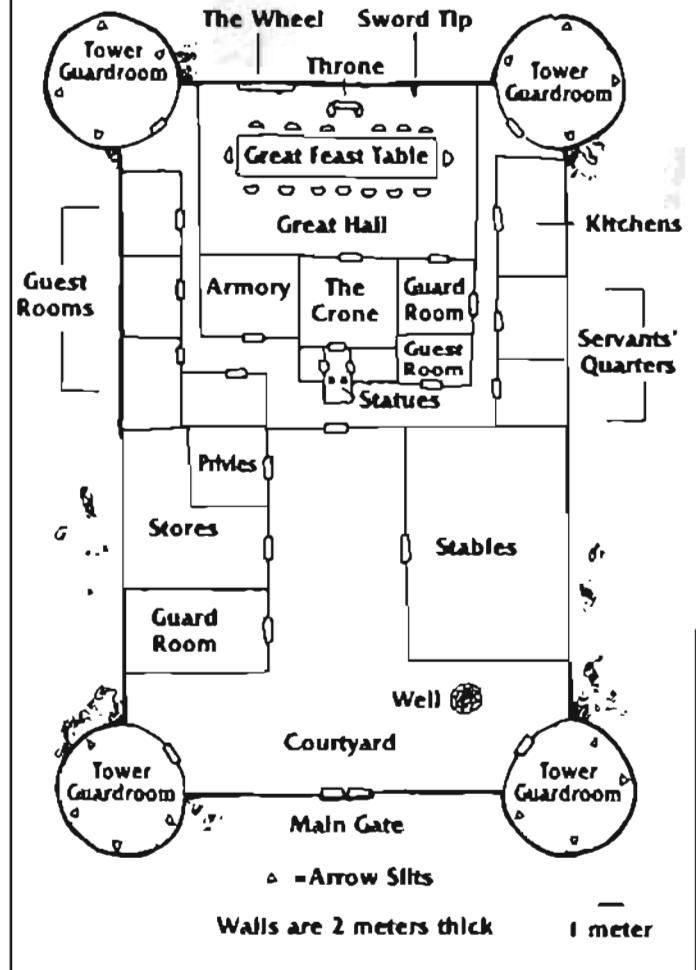 The Wheel
Sword Tip
Throne
Tower
Guardroom
Tower
Guardroom
Great Feast Table
Great Hall
Kitchens
Guest
Rooms
Armory
The
Crone
Guard
Room
Guest
Room
Servants'
Quarters
Statues
Privies
Stores
Stables
Guard
Room
Well
Courtyard
Tower
Guardroom
Tower
Guardroom
Main Gate
=Arrow Slits
Walls are 2 meters thick
1 meter